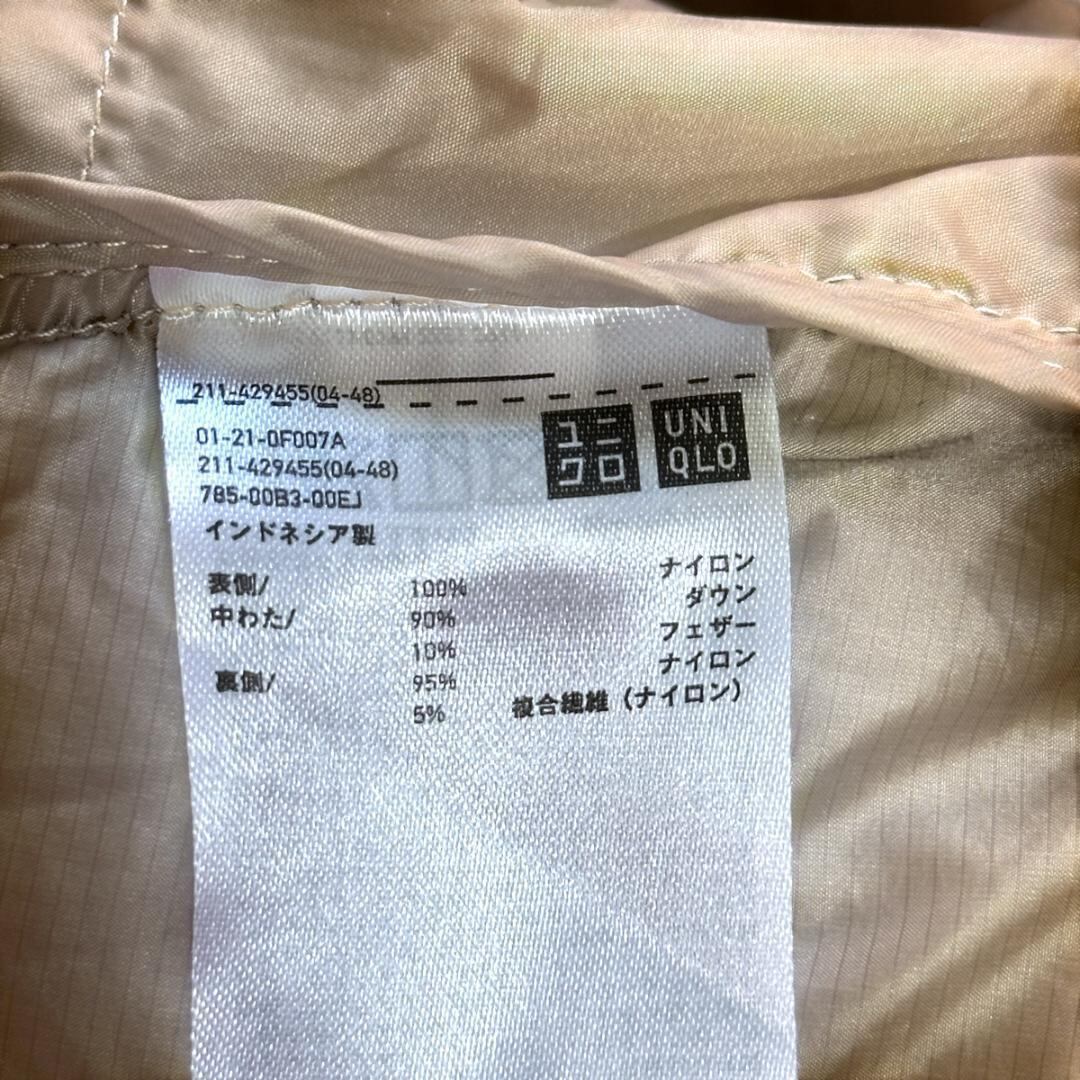 211-429455(04-48)
ユニ
クロ
UNI
QLO
01-21-0F007A
211-429455(04-48)
785-00B3-00EJ
インドネシア製
表側/ 100% ナイロン
中わた/ 90% ダウン
10% フェザー
裏側/ 95% ナイロン
5% 複合繊維（ナイロン）